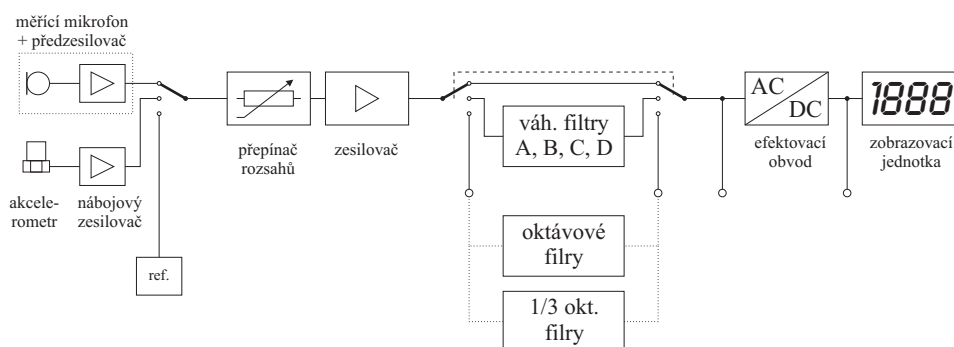 měřící mikrofon
+ předzesilovač
akcele-
rometr
nábojový
zesilovač
ref.
přepínač
rozsahů
zesilovač
váh. filtry
A, B, C, D
oktávové
filry
1/3 okt.
filry
AC
DC
efektovací
obvod
1888
zobrazovací
jednotka